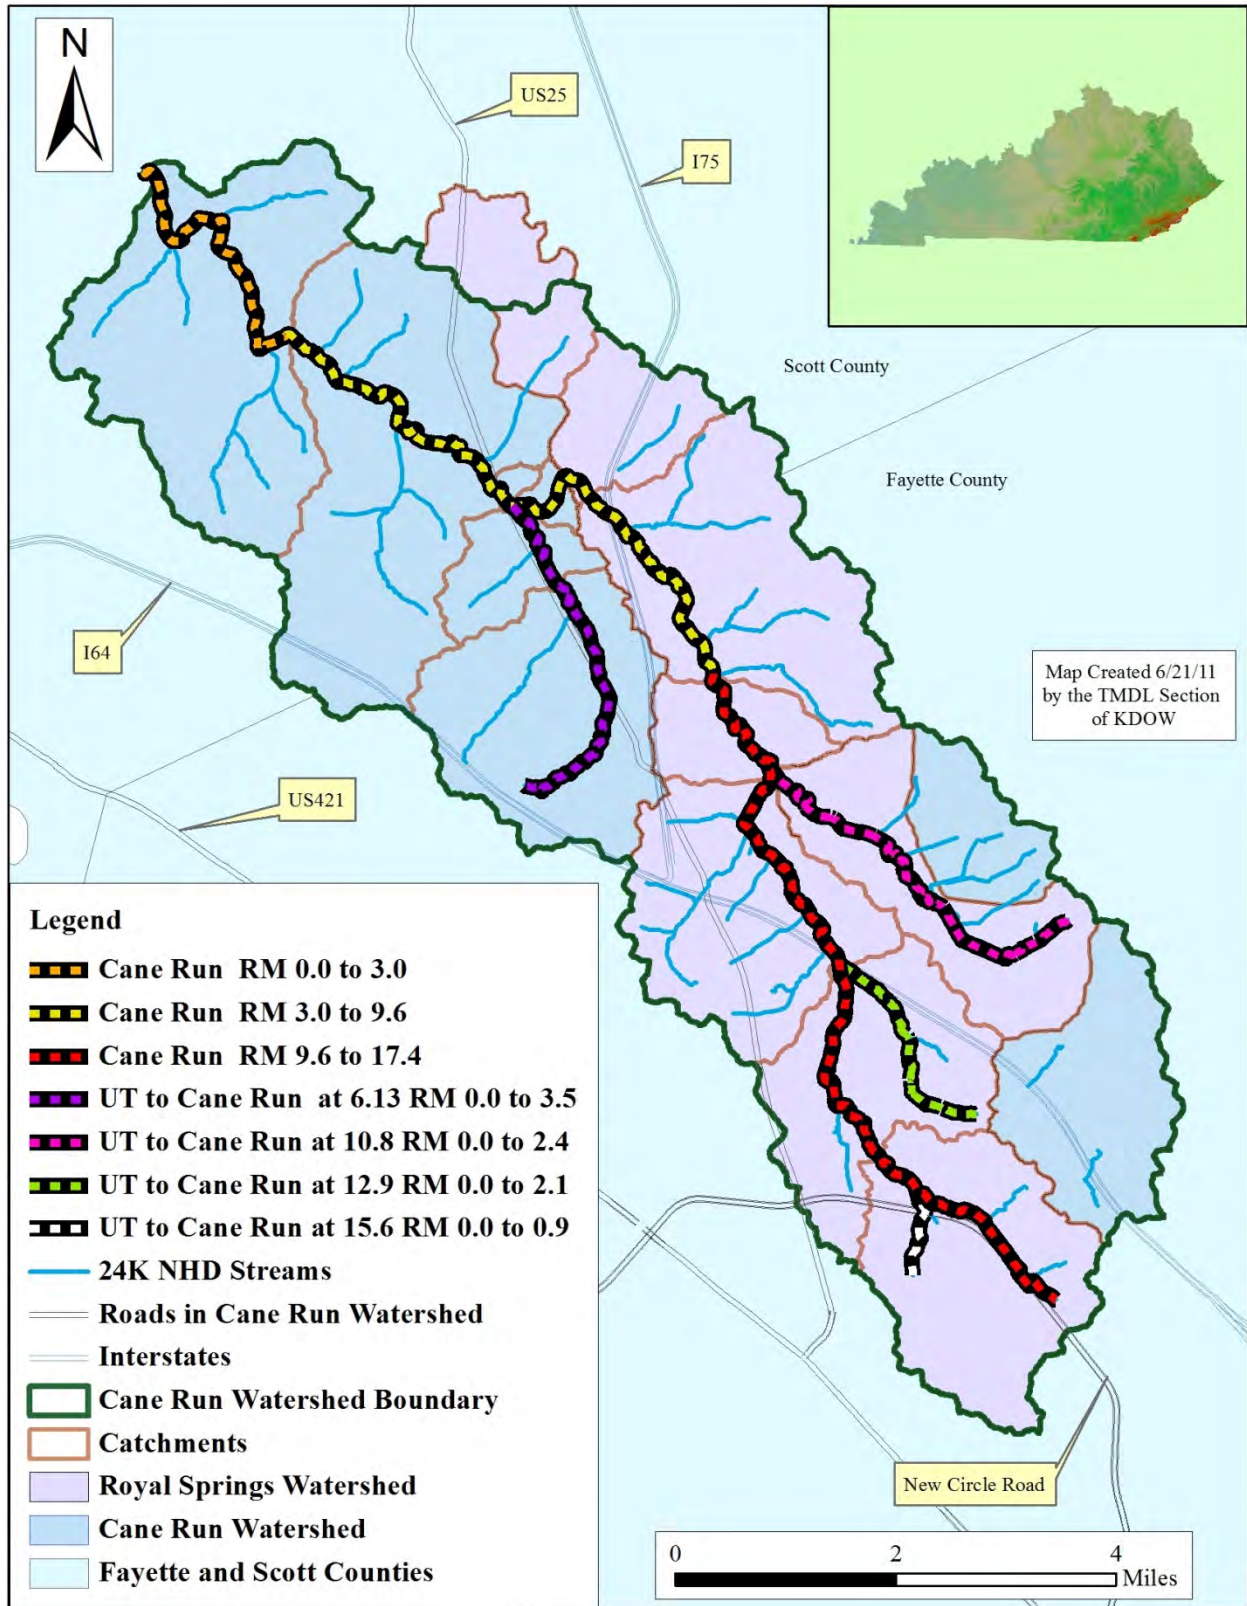 N
US25
I75
Scott County
Fayette County
I64
Map Created 6/21/11
by the TMDL Section
of KDOW
US421
Legend
Cane Run RM 0.0 to 3.0
Cane Run RM 3.0 to 9.6
Cane Run RM 9.6 to 17.4
UT to Cane Run at 6.13 RM 0.0 to 3.5
UT to Cane Run at 10.8 RM 0.0 to 2.4
UT to Cane Run at 12.9 RM 0.0 to 2.1
UT to Cane Run at 15.6 RM 0.0 to 0.9
24K NHD Streams
Roads in Cane Run Watershed
Interstates
Cane Run Watershed Boundary
Catchments
Royal Springs Watershed
Cane Run Watershed
Fayette and Scott Counties
New Circle Road
0 2 4
Miles